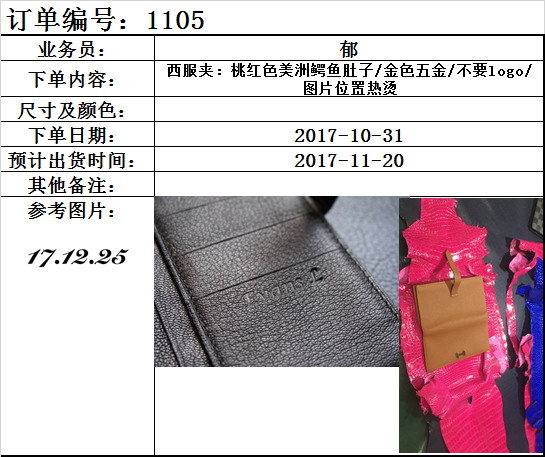 订单编号：1105
业务员：
郁
下单内容：
西服夹：桃红色美洲鳄鱼肚子/金色五金/不要logo/
图片位置热烫
尺寸及颜色：
下单日期：
2017-10-31
预计出货时间：
2017-11-20
其他备注：
参考图片：
17.12.25